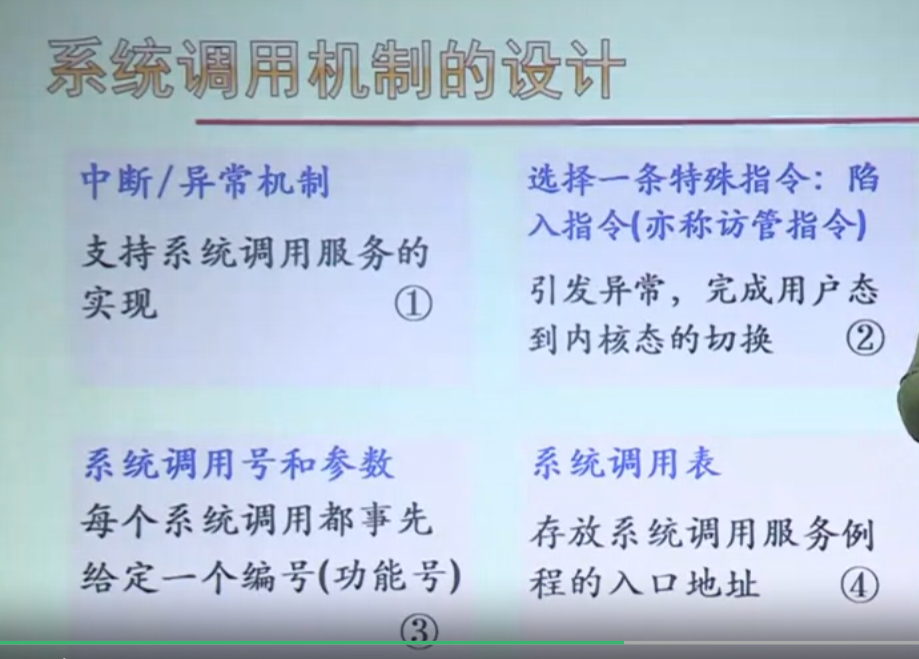 系统调用机制的设计
中断/异常机制
支持系统调用服务的
实现 ①
选择一条特殊指令：陷
入指令(亦称访管指令)
引发异常，完成用户态
到内核态的切换 ②
系统调用号和参数
每个系统调用都事先
给定一个编号(功能号)
③
系统调用表
存放系统调用服务例
程的入口地址 ④